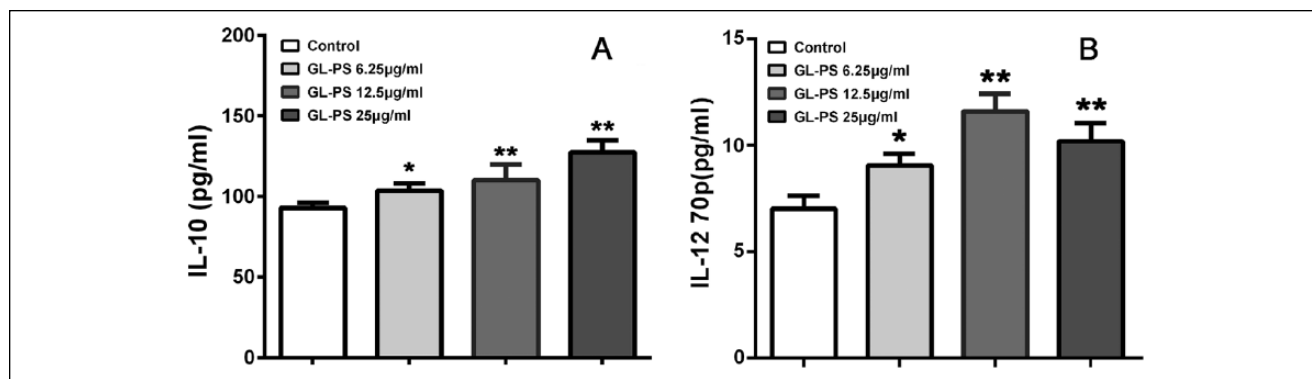 200
150
100
50
0
IL-10 (pg/ml)
Control
GL-PS 6.25μg/ml
GL-PS 12.5μg/ml
GL-PS 25μg/ml
A
*
**
**
15
10
5
0
IL-12 70p(pg/ml)
Control
GL-PS 6.25μg/ml
GL-PS 12.5μg/ml
GL-PS 25μg/ml
B
*
**
**